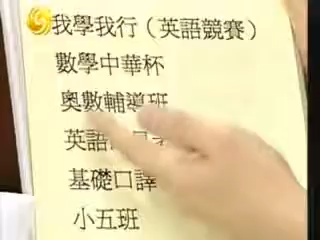 我學我行（英語競賽）
數學中華杯
奧數輔導班
英語
基礎口譯
小五班